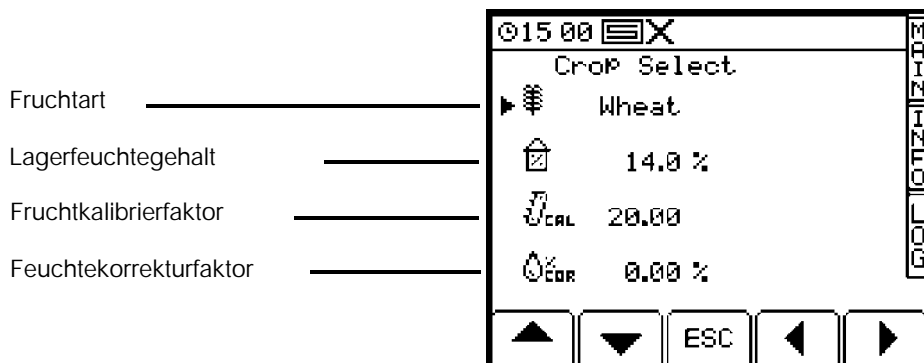 15 00
Crop Select
Fruchtart
Wheat
Lagerfeuchtegehalt
14.0 %
Fruchtkalibrierfaktor
CAL 20.00
Feuchtekorrekturfaktor
% COR 0.00 %
ESC
MAIN
INFO
LOG